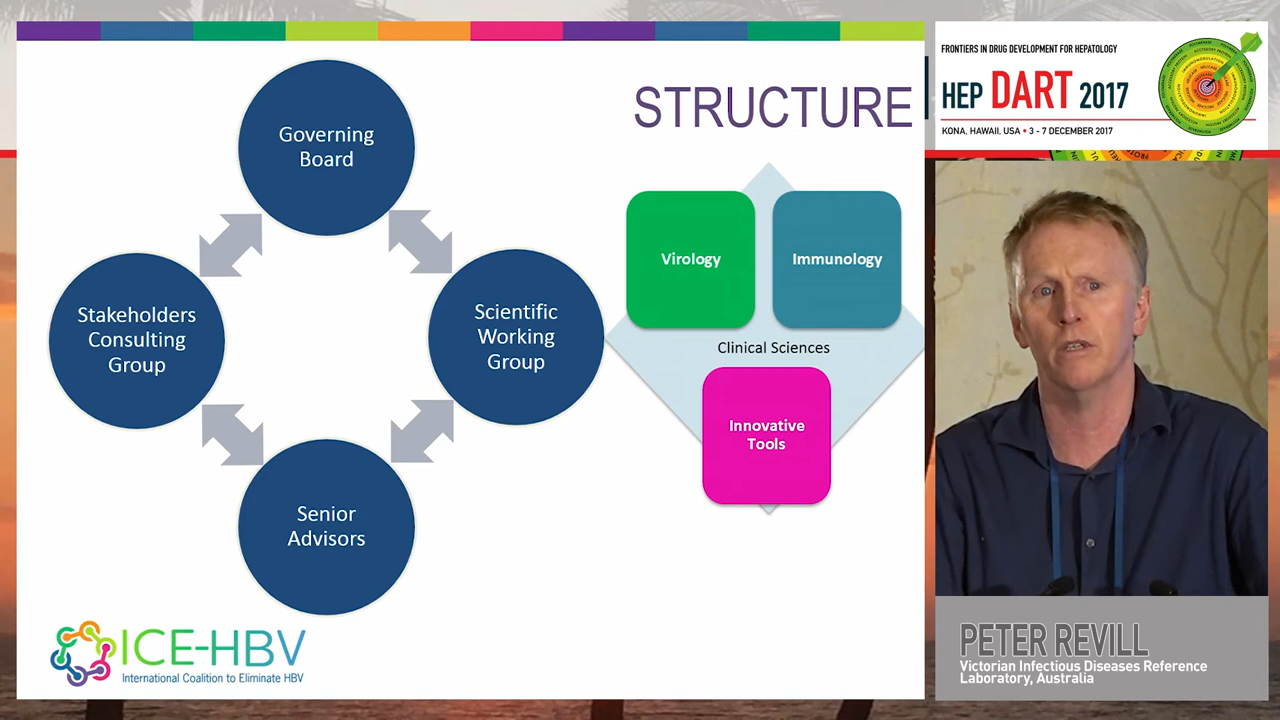 STRUCTURE
Governing
Board
Stakeholders
Consulting
Group
Scientific
Working
Group
Senior
Advisors
Virology
Immunology
Clinical Sciences
Innovative
Tools
ICE-HBV
International Coalition to Eliminate HBV
FRONTIERS IN DRUG DEVELOPMENT FOR HEPATOLOGY
HEP DART 2017
KONA, HAWAII, USA • 3 - 7 DECEMBER 2017
PETER REVILL
Victorian Infectious Diseases Reference
Laboratory, Australia